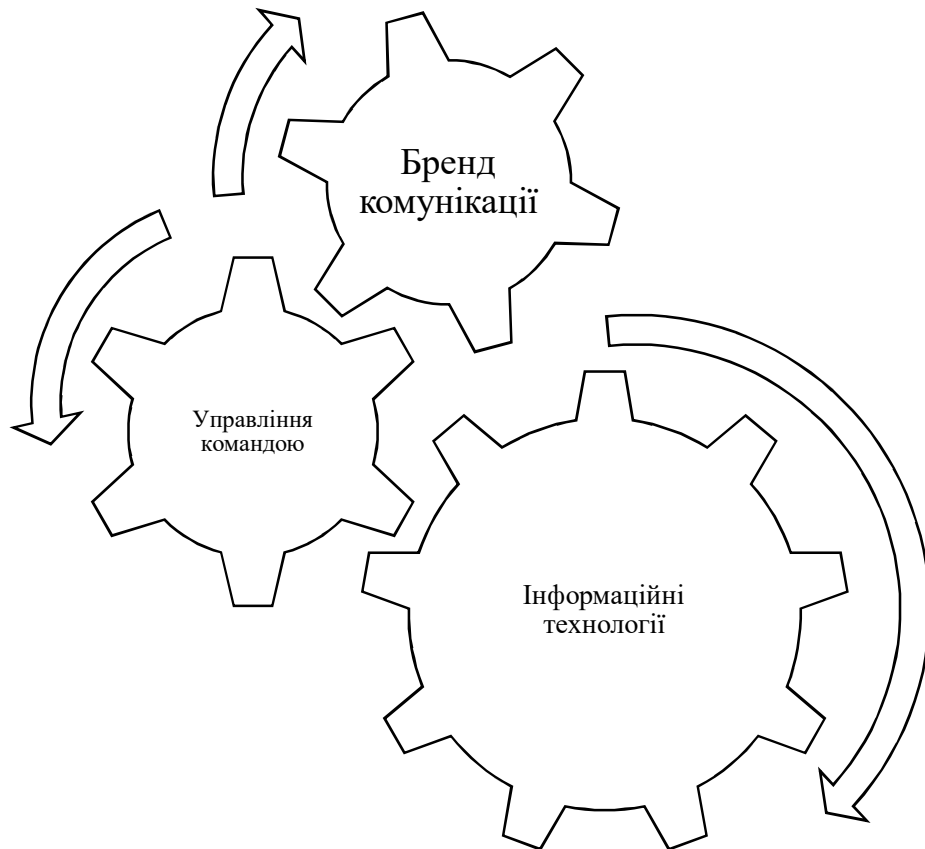 Бренд
комунікації
Управління
командою
Інформаційні
технології